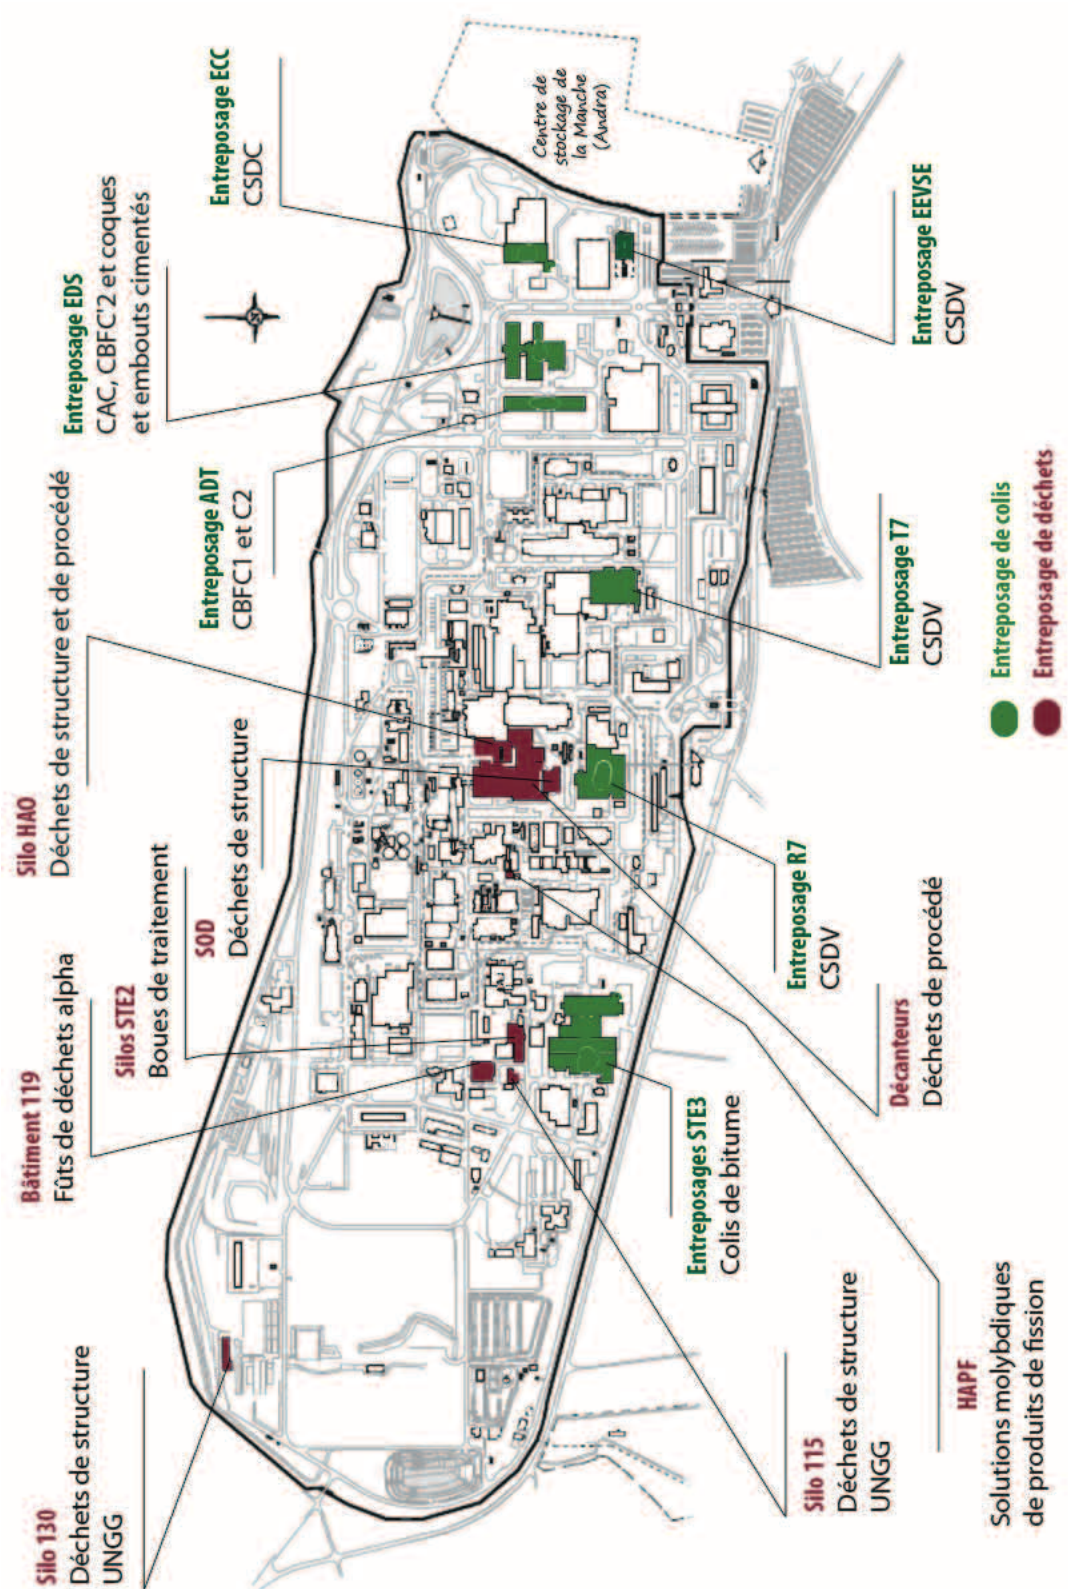 Silo 130
Déchets de structure
UNGG
Bâtiment 119
Fûts de déchets alpha
Silos STE2
Boues de traitement
SOD
Déchets de structure
Silo HAO
Déchets de structure et de procédé
Entreposage ADT
CBFC1 et C2
Entreposage EDS
CAC, CBFC'2 et coques
et embouts cimentés
Entreposage ECC
CSDC
N
Centre de
stockage de
la Manche
(Andra)
Silo 115
Déchets de structure
UNGG
HAPF
Solutions molybdiques
de produits de fission
Entreposages STE3
Colis de bitume
Décanteurs
Déchets de procédé
Entreposage R7
CSDV
Entreposage T7
CSDV
Entreposage EEVSE
CSDV
Entreposage de colis
Entreposage de déchets